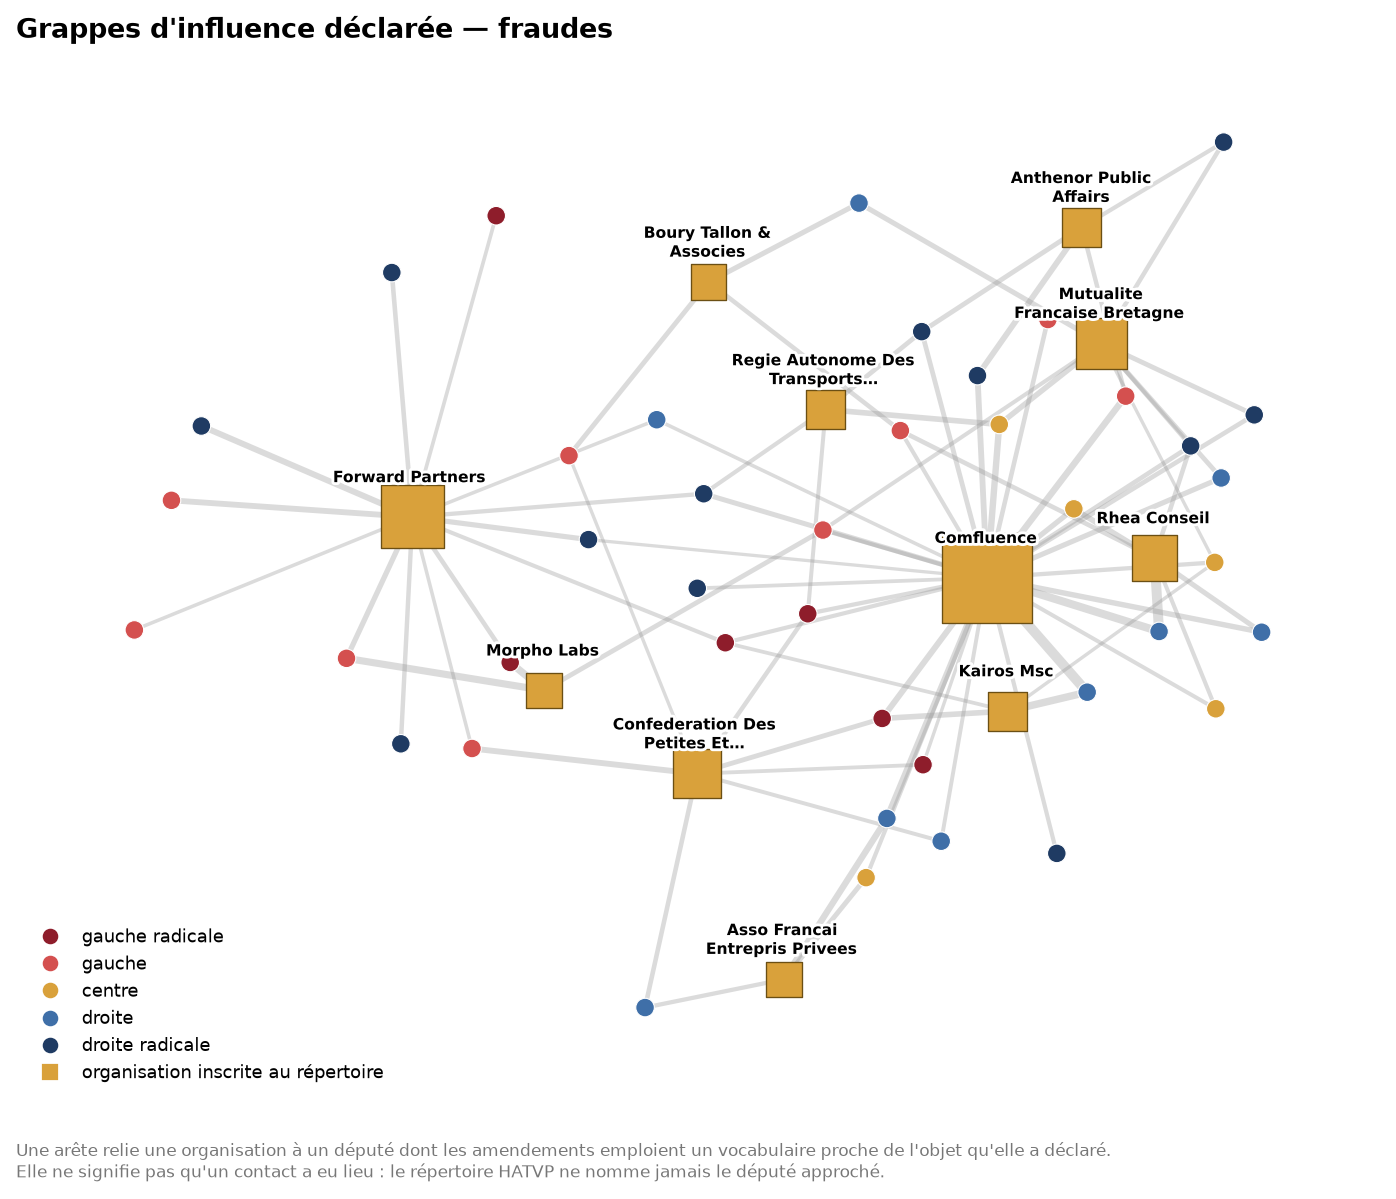 Grappes d'influence déclarée — fraudes
Anthenor Public
Affairs
Boury Tallon &
Associes
Mutualite
Francaise Bretagne
Regie Autonome Des
Transports…
Forward Partners
Rhea Conseil
Comfluence
Morpho Labs
Kairos Msc
Confederation Des
Petites Et…
Asso Francai
Entrepris Privees
gauche radicale
gauche
centre
droite
droite radicale
organisation inscrite au répertoire
Une arête relie une organisation à un député dont les amendements emploient un vocabulaire proche de l'objet qu'elle a déclaré.
Elle ne signifie pas qu'un contact a eu lieu : le répertoire HATVP ne nomme jamais le député approché.